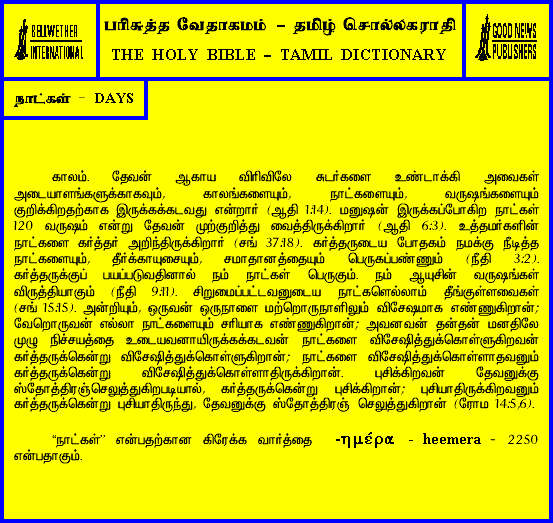 BELLWETHER
INTERNATIONAL
பரிசுத்த வேதாகமம் – தமிழ் சொல்லகராதி
THE HOLY BIBLE – TAMIL DICTIONARY
GOOD NEWS
PUBLISHERS
நாட்கள் – DAYS
காலம். தேவன் ஆகாய விரிவிலே சுடர்களை உண்டாக்கி அவைகள்
அடையாளங்களுக்காகவும், காலங்களையும், நாட்களையும், வருஷங்களையும்
குறிக்கிறதற்காக இருக்கக்கடவது என்றார் (ஆதி 1:14). மனுஷன் இருக்கப்போகிற நாட்கள்
120 வருஷம் என்று தேவன் முற்குறித்து வைத்திருக்கிறார் (ஆதி 6:3). உத்தமர்களின்
நாட்களை கர்த்தர் அறிந்திருக்கிறார் (சங் 37:18). கர்த்தருடைய போதகம் நமக்கு நீடித்த
நாட்களையும், தீர்க்காயுசையும், சமாதானத்தையும் பெருகப்பண்ணும் (நீதி 3:2).
கர்த்தருக்குப் பயப்படுவதினால் நம் நாட்கள் பெருகும். நம் ஆயுசின் வருஷங்கள்
விருத்தியாகும் (நீதி 9:11). சிறுமைப்பட்டவனுடைய நாட்களெல்லாம் தீங்குள்ளவைகள்
(சங் 15:15). அன்றியும், ஒருவன் ஒருநாளை மற்றொருநாளிலும் விசேஷமாக எண்ணுகிறான்;
வேறொருவன் எல்லா நாட்களையும் சரியாக எண்ணுகிறான்; அவனவன் தன்தன் மனதிலே
முழு நிச்சயத்தை உடையவனாயிருக்கக்கடவன் நாட்களை விசேஷித்துக்கொள்ளுகிறவன்
கர்த்தருக்கென்று விசேஷித்துக்கொள்ளுகிறான்; நாட்களை விசேஷித்துக்கொள்ளாதவனும்
கர்த்தருக்கென்று விசேஷித்துக்கொள்ளாதிருக்கிறான். புசிக்கிறவன் தேவனுக்கு
ஸ்தோத்திரஞ்செலுத்துகிறபடியால், கர்த்தருக்கென்று புசிக்கிறான்; புசியாதிருக்கிறவனும்
கர்த்தருக்கென்று புசியாதிருந்து, தேவனுக்கு ஸ்தோத்திரஞ் செலுத்துகிறான் (ரோம 14:5,6).
“நாட்கள்” என்பதற்கான கிரேக்க வார்த்தை -ημέρα - heemera - 2250
என்பதாகும்.